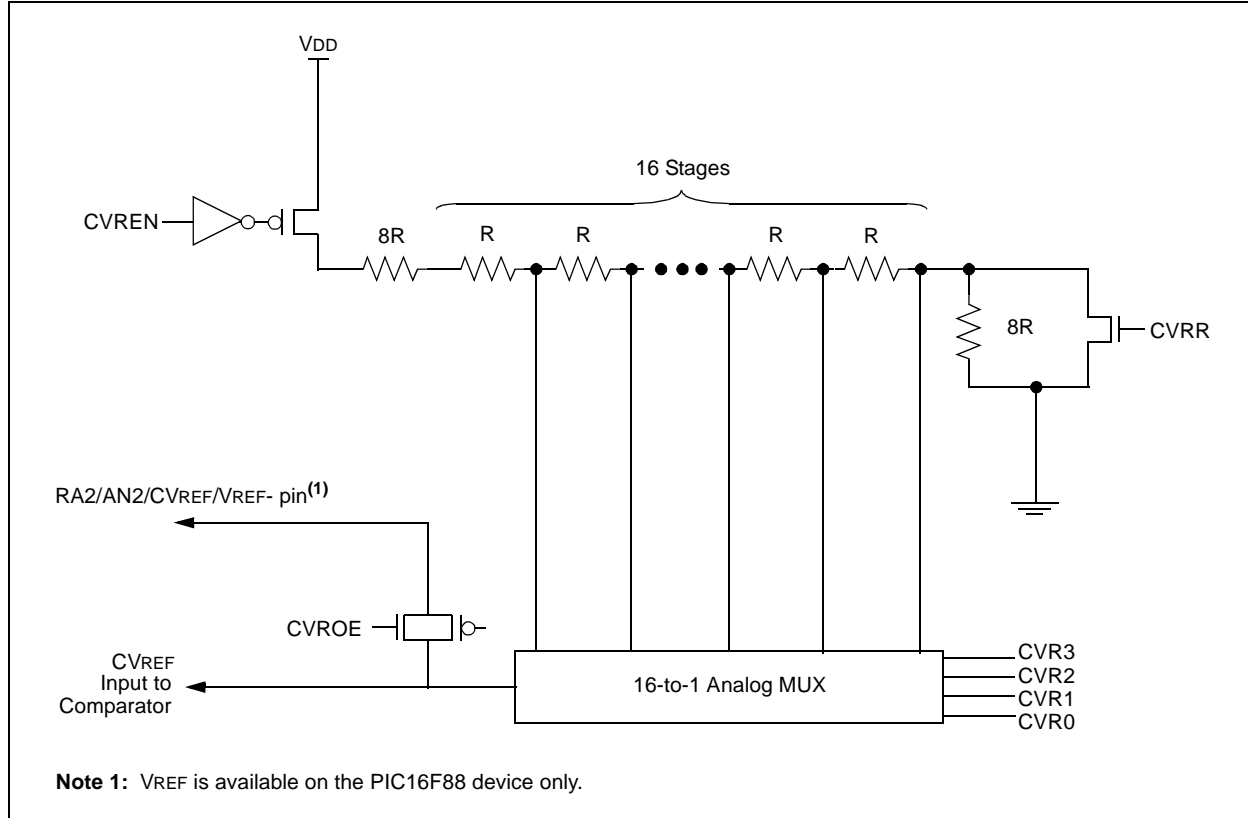 VDD
16 Stages
CVREN
8R
R
R
R
R
8R
CVRR
RA2/AN2/CVREF/VREF- pin(1)
CVROE
CVREF
Input to
Comparator
16-to-1 Analog MUX
CVR3
CVR2
CVR1
CVR0
Note 1: VREF is available on the PIC16F88 device only.